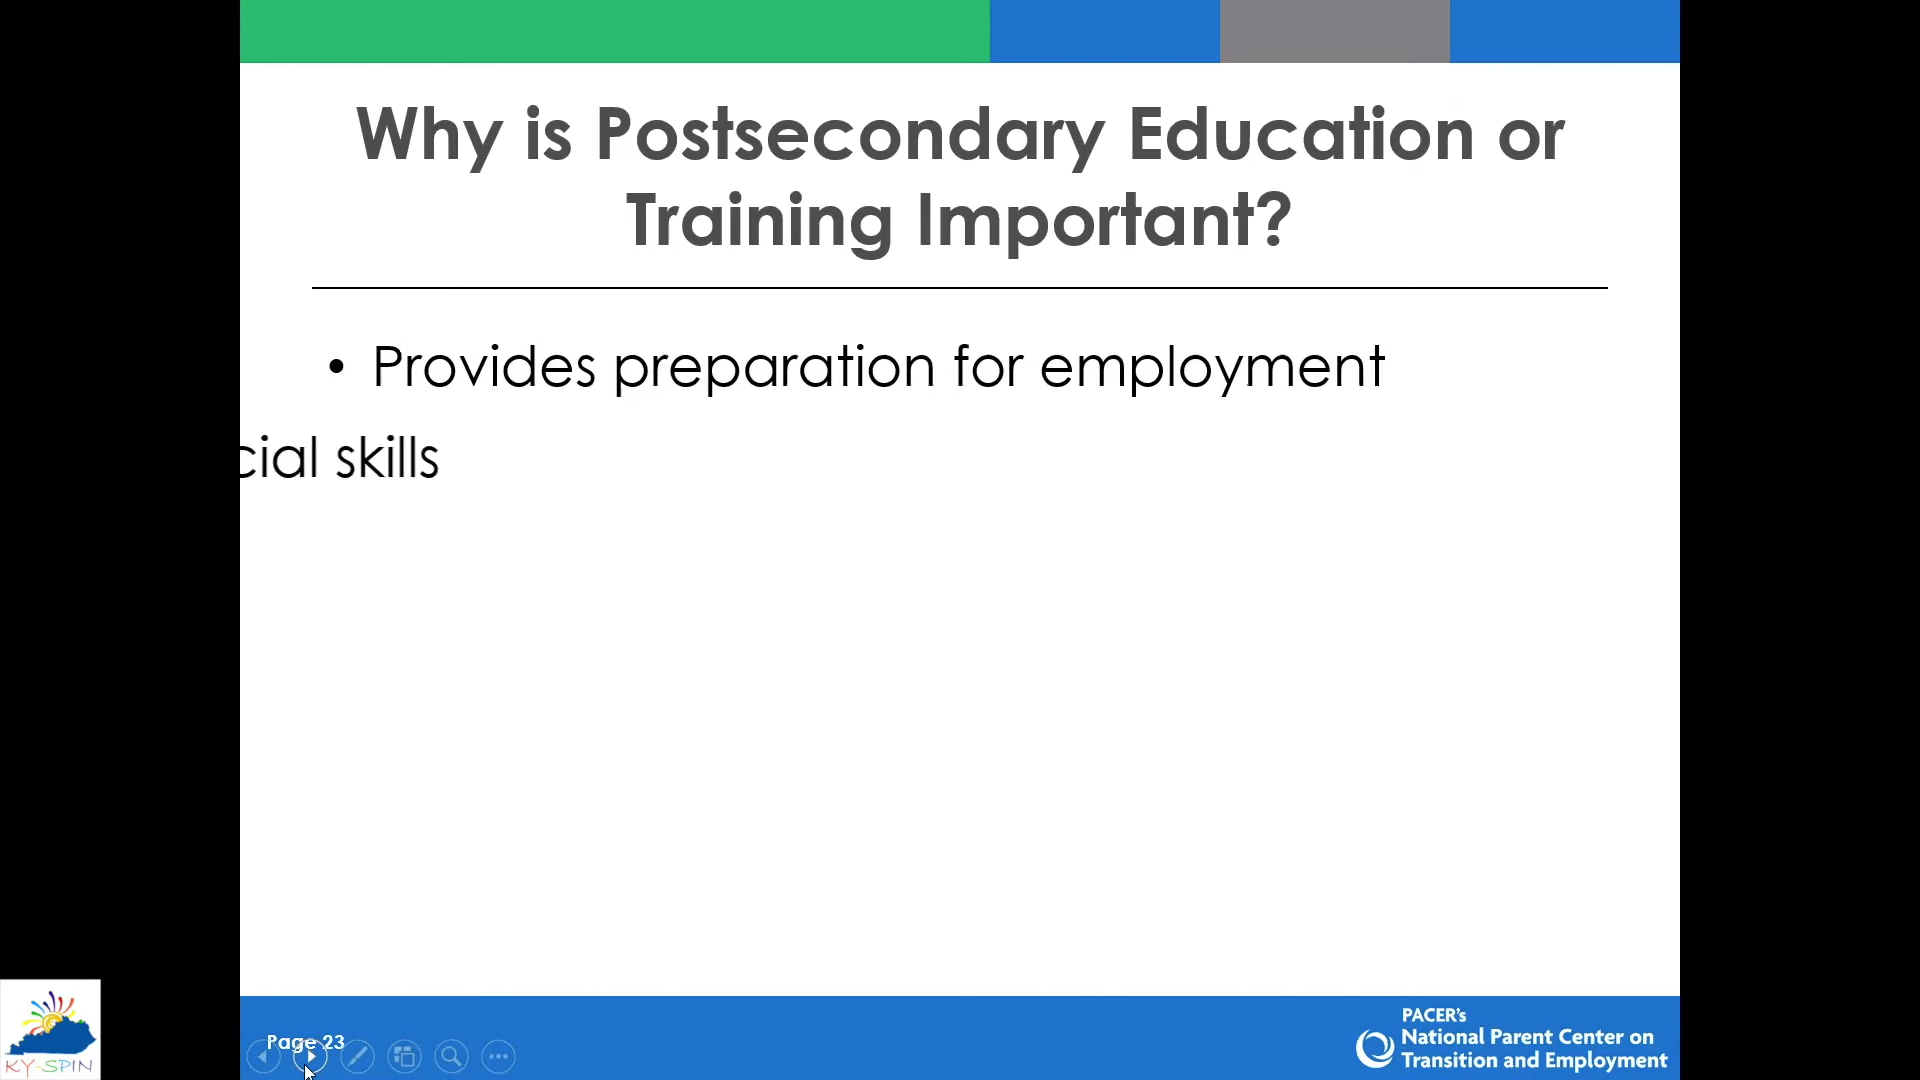 Why is Postsecondary Education or
Training Important?
• Provides preparation for employment
cial skills
Page 23
PACER's
National Parent Center on
Transition and Employment
KY-SPIN